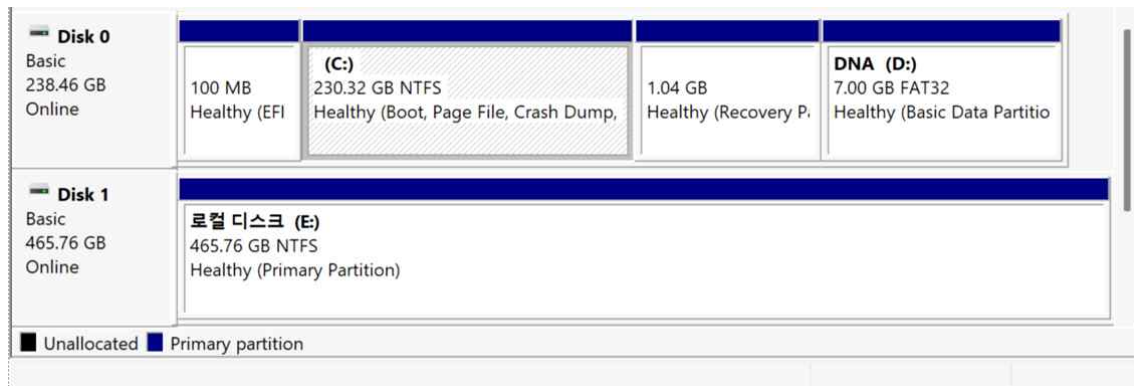 Disk 0
Basic
238.46 GB
Online
100 MB
Healthy (EFI
(C:)
230.32 GB NTFS
Healthy (Boot, Page File, Crash Dump,
1.04 GB
Healthy (Recovery P
DNA (D:)
7.00 GB FAT32
Healthy (Basic Data Partitio
Disk 1
Basic
465.76 GB
Online
로컬 디스크 (E:)
465.76 GB NTFS
Healthy (Primary Partition)
Unallocated Primary partition